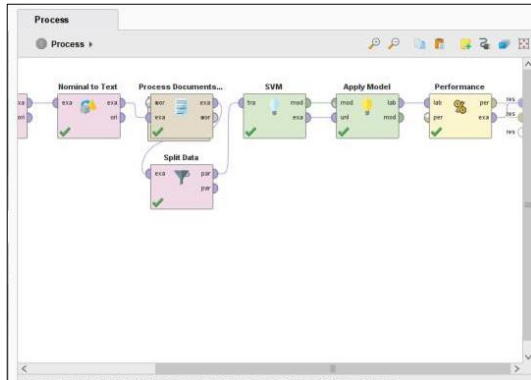 Process
Process
Nominal to Text
Process Documents...
SVM
Apply Model
Performance
exa
ori
exa
exa
ori
wor
exa
exa
wor
tra
mod
exa
mod
lab
unl
mod
lab
per
per
exa
res
res
Split Data
exa
par
par